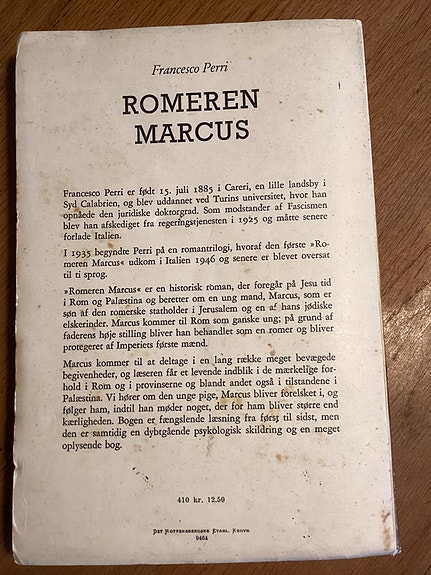 Francesco Perri
ROMEREN
MARCUS
Francesco Perri er født 15. juli 1885 i Careri, en lille landsby i
Syd Calabrien, og blev uddannet ved Turins universitet, hvor han
opnåede den juridiske doktorgrad. Som modstander af Fascismen
blev han afskediget fra regeringstjenesten i 1925 og måtte senere
forlade Italien.
I 1935 begyndte Perri på en romantrilogi, hvoraf den første »Ro-
meren Marcus« udkom i Italien 1946 og senere er blevet oversat
til ti sprog.
»Romeren Marcus« er en historisk roman, der foregår på Jesu tid
i Rom og Palæstina og beretter om en ung mand, Marcus, som er
søn af den romerske statholder i Jerusalem og en af hans jødiske
elskerinder. Marcus kommer til Rom som ganske ung; på grund af
faderens høje stilling bliver han behandlet som en romer og bliver
protegeret af Imperiets første mænd.
Marcus kommer til at deltage i en lang række meget bevægede
begivenheder, og læseren får et levende indblik i de mærkelige for-
hold i Rom og i provinserne og blandt andet også i tilstandene i
Palæstina. Vi hører om den unge pige, Marcus bliver forelsket i, og
følger ham, indtil han møder noget, der for ham bliver større end
kærligheden. Bogen er fængslende læsning fra først til sidst, men
den er samtidig en dybtgående psykologisk skildring og en meget
oplysende bog.
410 kr. 12.50
Det Hoffensbergske Etabl. Kbhvn.
9464